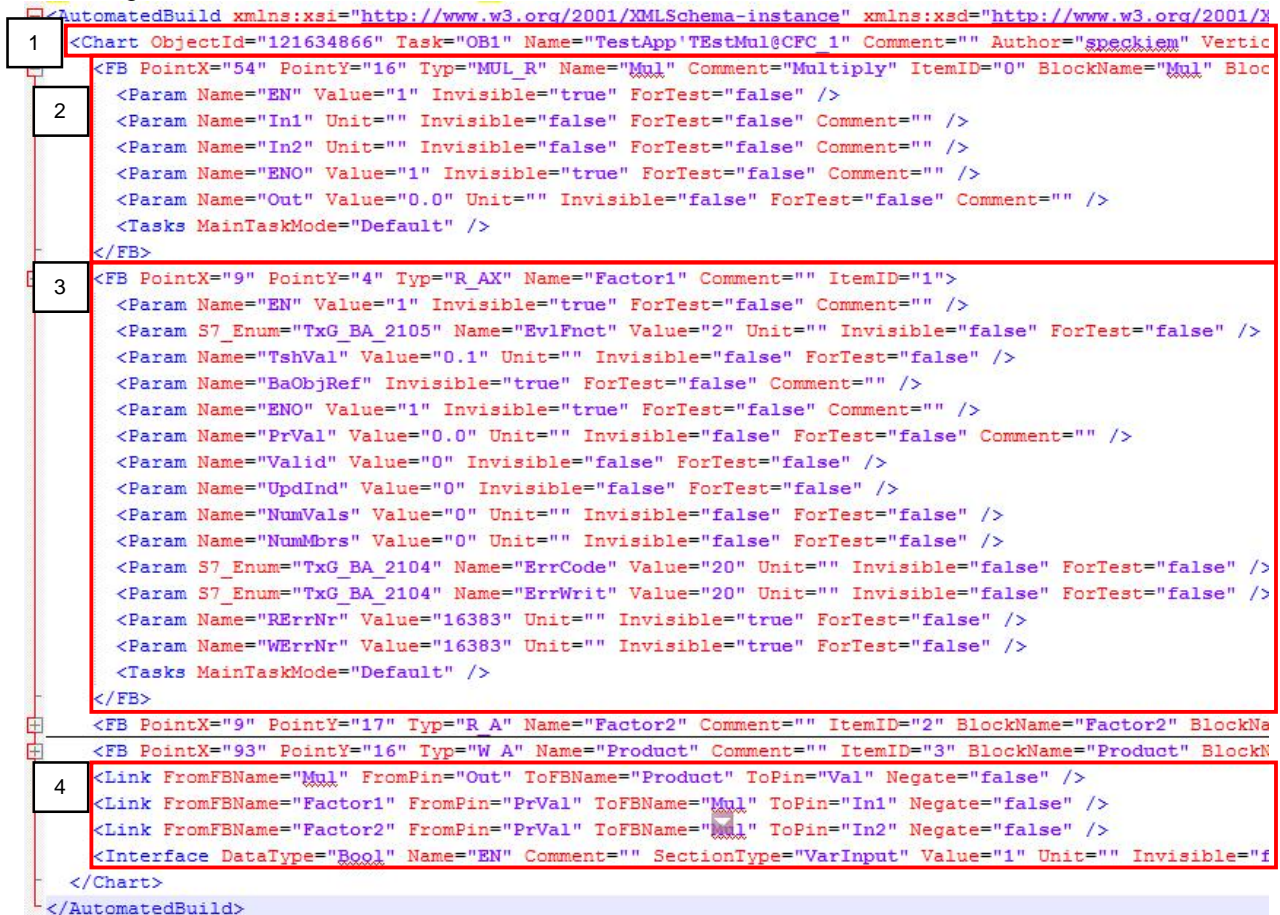 <AutomatedBuild xmlns:xsi="http://www.w3.org/2001/XMLSchema-instance" xmlns:xsd="http://www.w3.org/2001/X
1
<Chart ObjectId="121634866" Task="OB1" Name="TestApp'TEstMul@CFC_1" Comment="" Author="speckiem" Vertic
<FB PointX="54" PointY="16" Typ="MUL_R" Name="Mul" Comment="Multiply" ItemID="0" BlockName="Mul" Bloc
2
<Param Name="EN" Value="1" Invisible="true" ForTest="false" />
<Param Name="In1" Unit="" Invisible="false" ForTest="false" Comment="" />
<Param Name="In2" Unit="" Invisible="false" ForTest="false" Comment="" />
<Param Name="ENO" Value="1" Invisible="true" ForTest="false" Comment="" />
<Param Name="Out" Value="0.0" Unit="" Invisible="false" ForTest="false" Comment="" />
<Tasks MainTaskMode="Default" />
</FB>
3
<FB PointX="9" PointY="4" Typ="R_AX" Name="Factor1" Comment="" ItemID="1">
<Param Name="EN" Value="1" Invisible="true" ForTest="false" Comment="" />
<Param S7_Enum="TxG_BA_2105" Name="EvlFnct" Value="2" Unit="" Invisible="false" ForTest="false" />
<Param Name="TshVal" Value="0.1" Unit="" Invisible="false" ForTest="false" />
<Param Name="BaObjRef" Invisible="true" ForTest="false" Comment="" />
<Param Name="ENO" Value="1" Invisible="true" ForTest="false" Comment="" />
<Param Name="PrVal" Value="0.0" Unit="" Invisible="false" ForTest="false" Comment="" />
<Param Name="Valid" Value="0" Invisible="false" ForTest="false" />
<Param Name="UpdInd" Value="0" Invisible="false" ForTest="false" />
<Param Name="NumVals" Value="0" Unit="" Invisible="false" ForTest="false" />
<Param Name="NumMbrs" Value="0" Unit="" Invisible="false" ForTest="false" />
<Param S7_Enum="TxG_BA_2104" Name="ErrCode" Value="20" Unit="" Invisible="false" ForTest="false" />
<Param S7_Enum="TxG_BA_2104" Name="ErrWrit" Value="20" Unit="" Invisible="false" ForTest="false" />
<Param Name="RErrNr" Value="16383" Unit="" Invisible="true" ForTest="false" />
<Param Name="WErrNr" Value="16383" Unit="" Invisible="true" ForTest="false" />
<Tasks MainTaskMode="Default" />
</FB>
<FB PointX="9" PointY="17" Typ="R_A" Name="Factor2" Comment="" ItemID="2" BlockName="Factor2" BlockNa
<FB PointX="93" PointY="16" Typ="W_A" Name="Product" Comment="" ItemID="3" BlockName="Product" BlockN
4
<Link FromFBName="Mul" FromPin="Out" ToFBName="Product" ToPin="Val" Negate="false" />
<Link FromFBName="Factor1" FromPin="PrVal" ToFBName="Mul" ToPin="In1" Negate="false" />
<Link FromFBName="Factor2" FromPin="PrVal" ToFBName="Mul" ToPin="In2" Negate="false" />
<Interface DataType="Bool" Name="EN" Comment="" SectionType="VarInput" Value="1" Unit="" Invisible="f
</Chart>
</AutomatedBuild>